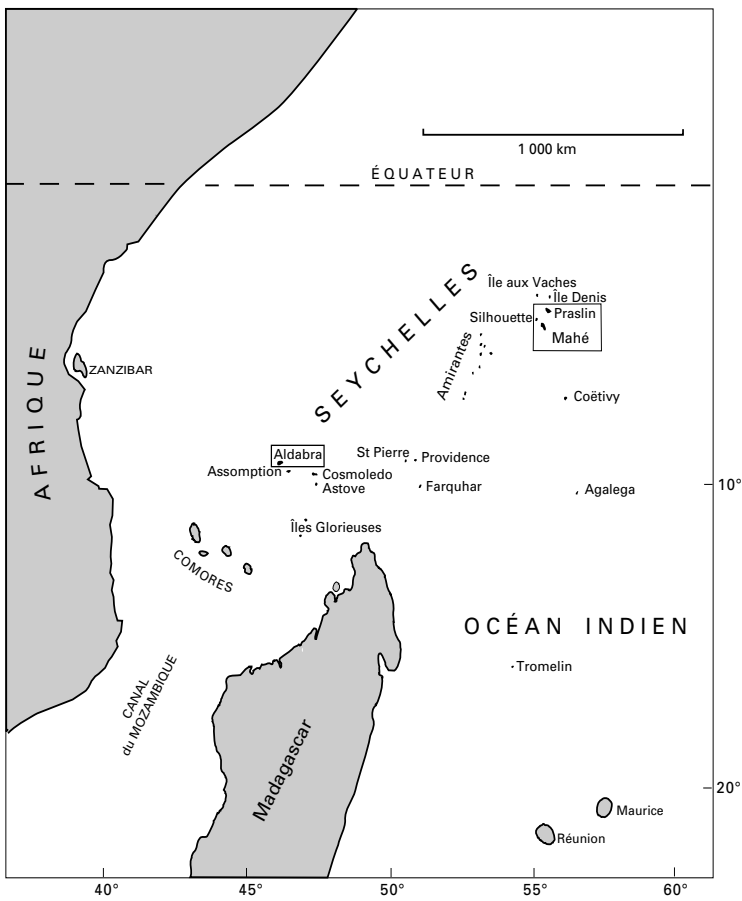 1 000 km
ÉQUATEUR
SEYCHELLES
Île aux Vaches
Île Denis
Praslin
Silhouette
Mahé
Amirantes
AFRIQUE
ZANZIBAR
Coëtivy
Aldabra
St Pierre
Providence
Assomption
Cosmoledo
Astove
Farquhar
Agalega
10°
Îles Glorieuses
COMORES
OCÉAN INDIEN
Tromelin
CANAL
du MOZAMBIQUE
Madagascar
20°
Maurice
Réunion
40° 45° 50° 55° 60°